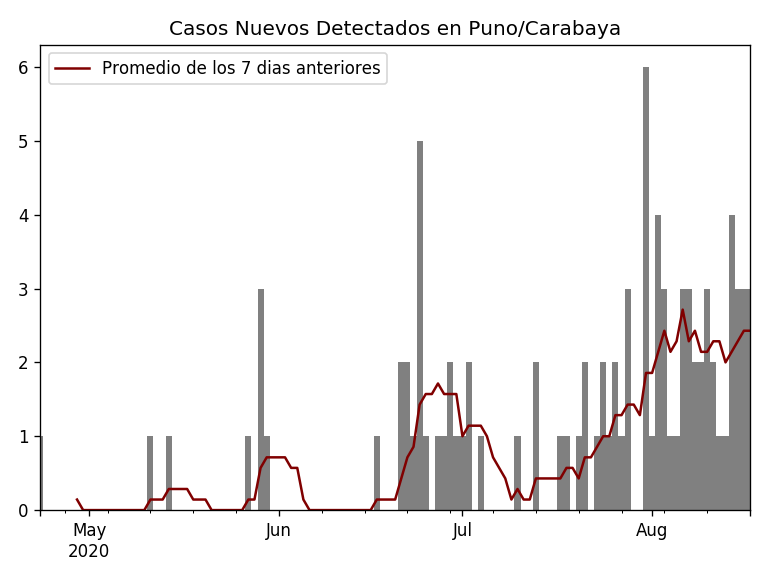 Casos Nuevos Detectados en Puno/Carabaya
Promedio de los 7 dias anteriores
6
5
4
3
2
1
0
May Jun Jul Aug
2020